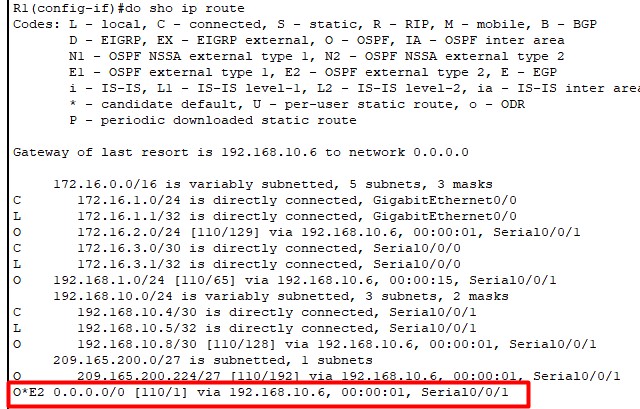 R1(config-if)#do sho ip route
Codes: L - local, C - connected, S - static, R - RIP, M - mobile, B - BGP
D - EIGRP, EX - EIGRP external, O - OSPF, IA - OSPF inter area
N1 - OSPF NSSA external type 1, N2 - OSPF NSSA external type 2
E1 - OSPF external type 1, E2 - OSPF external type 2, E - EGP
i - IS-IS, L1 - IS-IS level-1, L2 - IS-IS level-2, ia - IS-IS inter area
* - candidate default, U - per-user static route, o - ODR
P - periodic downloaded static route
Gateway of last resort is 192.168.10.6 to network 0.0.0.0
172.16.0.0/16 is variably subnetted, 5 subnets, 3 masks
C 172.16.1.0/24 is directly connected, GigabitEthernet0/0
L 172.16.1.1/32 is directly connected, GigabitEthernet0/0
O 172.16.2.0/24 [110/129] via 192.168.10.6, 00:00:01, Serial0/0/1
C 172.16.3.0/30 is directly connected, Serial0/0/0
L 172.16.3.1/32 is directly connected, Serial0/0/0
O 192.168.1.0/24 [110/65] via 192.168.10.6, 00:00:15, Serial0/0/1
192.168.10.0/24 is variably subnetted, 3 subnets, 2 masks
C 192.168.10.4/30 is directly connected, Serial0/0/1
L 192.168.10.5/32 is directly connected, Serial0/0/1
O 192.168.10.8/30 [110/128] via 192.168.10.6, 00:00:01, Serial0/0/1
209.165.200.0/27 is subnetted, 1 subnets
O 209.165.200.224/27 [110/192] via 192.168.10.6, 00:00:01, Serial0/0/1
O*E2 0.0.0.0/0 [110/1] via 192.168.10.6, 00:00:01, Serial0/0/1